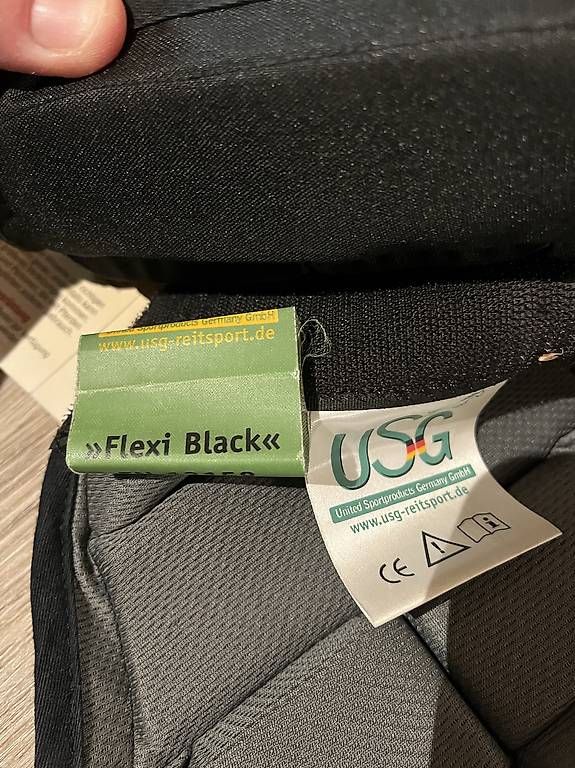 United Sportproducts Germany GmbH
www.usg-reitsport.de
»Flexi Black«
USG
United Sportproducts Germany GmbH
www.usg-reitsport.de
CE